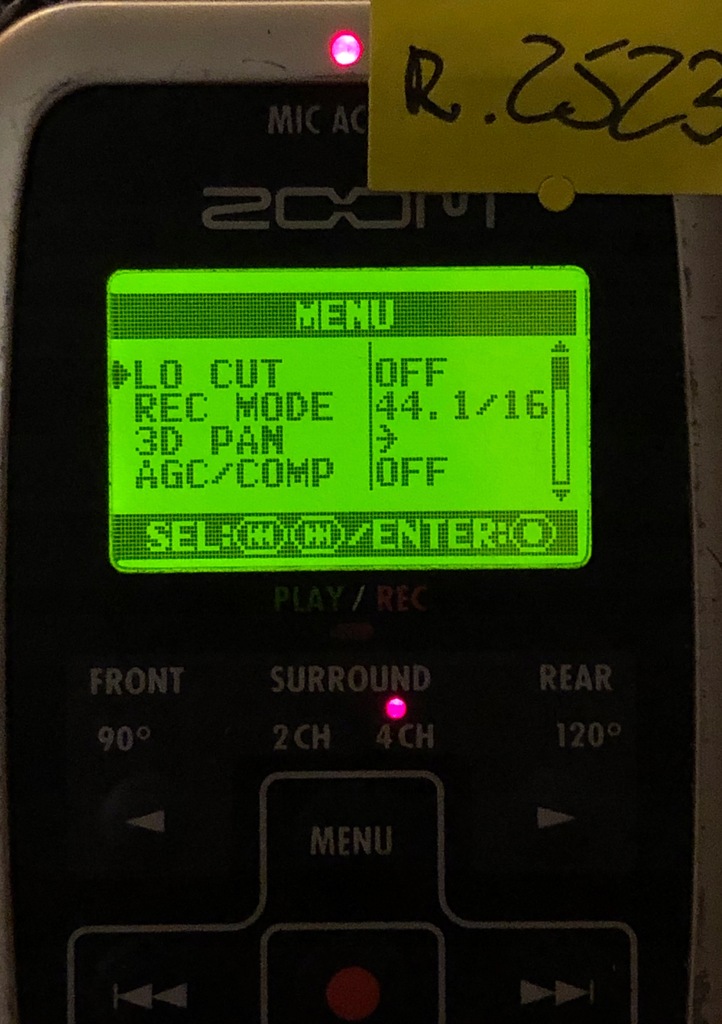 R.2523
MIC AC
ZOOM
MENU
LO CUT OFF
REC MODE 44.1/16
3D PAN >
AGC/COMP OFF
SEL:/ENTER:
PLAY/REC
FRONT SURROUND REAR
90° 2CH 4CH 120°
MENU